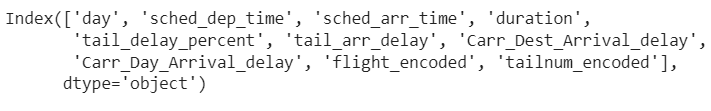 Index(['day', 'sched_dep_time', 'sched_arr_time', 'duration',
'tail_delay_percent', 'tail_arr_delay', 'Carr_Dest_Arrival_delay',
'Carr_Day_Arrival_delay', 'flight_encoded', 'tailnum_encoded'],
dtype='object')